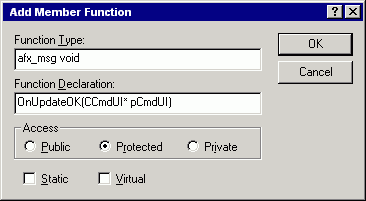 Add Member Function
Function Type:
afx_msg void
OK
Cancel
Function Declaration:
OnUpdateOK(CCmdUI* pCmdUI)
Access
Public Protected Private
Static Virtual